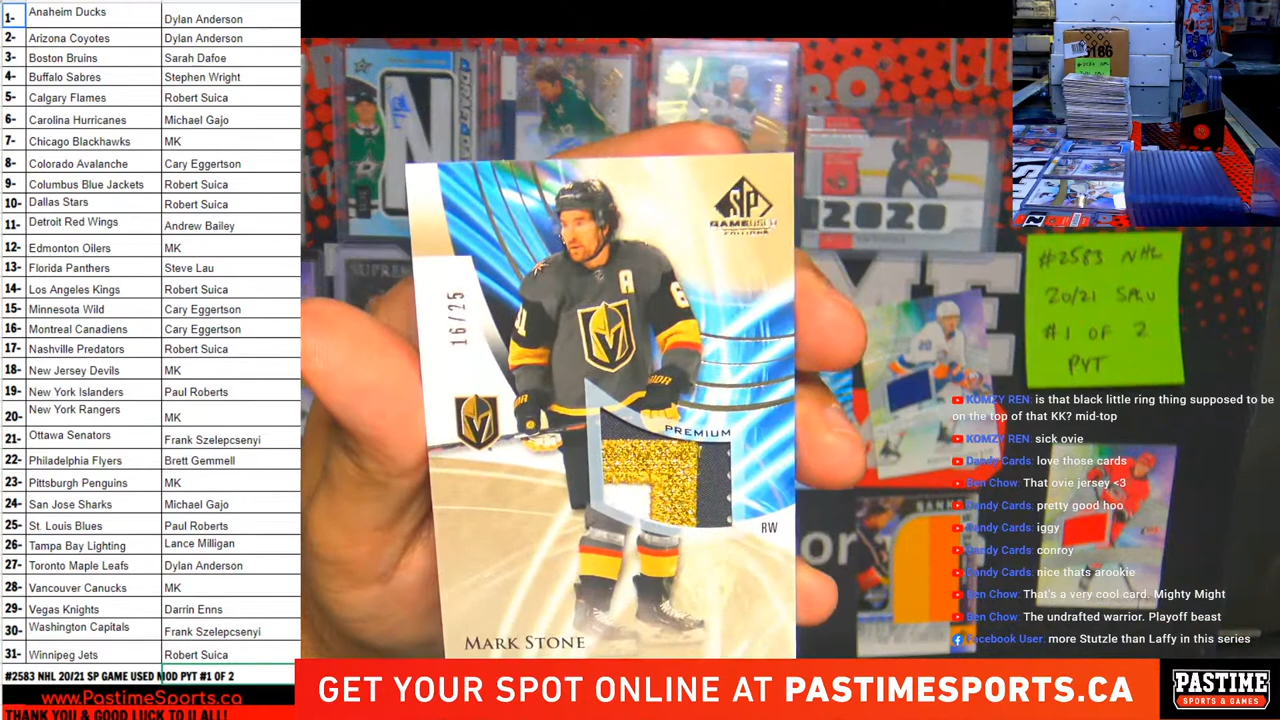 1- Anaheim Ducks Dylan Anderson
2- Arizona Coyotes Dylan Anderson
3- Boston Bruins Sarah Dafoe
4- Buffalo Sabres Stephen Wright
5- Calgary Flames Robert Suica
6- Carolina Hurricanes Michael Gajo
7- Chicago Blackhawks MK
8- Colorado Avalanche Cary Eggertson
9- Columbus Blue Jackets Robert Suica
10- Dallas Stars Robert Suica
11- Detroit Red Wings Andrew Bailey
12- Edmonton Oilers MK
13- Florida Panthers Steve Lau
14- Los Angeles Kings Robert Suica
15- Minnesota Wild Cary Eggertson
16- Montreal Canadiens Cary Eggertson
17- Nashville Predators Robert Suica
18- New Jersey Devils MK
19- New York Islanders Paul Roberts
20- New York Rangers MK
21- Ottawa Senators Frank Szelepcsenyi
22- Philadelphia Flyers Brett Gemmell
23- Pittsburgh Penguins MK
24- San Jose Sharks Michael Gajo
25- St. Louis Blues Paul Roberts
26- Tampa Bay Lighting Lance Milligan
27- Toronto Maple Leafs Dylan Anderson
28- Vancouver Canucks MK
29- Vegas Knights Darrin Enns
30- Washington Capitals Frank Szelepcsenyi
31- Winnipeg Jets Robert Suica
#2583 NHL 20/21 SP GAME USED MOD PYT #1 OF 2
www.PastimeSports.ca
THANK YOU & GOOD LUCK TO U ALL!
N
2020
SP
GAME USED
EDITION
16/25
A
PREMIUM
RW
MARK STONE
#2583 NHL
20/21 SPGU
#1 OF 2
PYT
KOMZY REN: is that black little ring thing supposed to be
on the top of that KK? mid-top
KOMZY REN: sick ovie
Dandy Cards: love those cards
Ben Chow: That ovie jersey <3
Dandy Cards: pretty good hoo
Dandy Cards: iggy
Dandy Cards: conroy
Dandy Cards: nice thats arookie
Ben Chow: That's a very cool card. Mighty Might
Ben Chow: The undrafted warrior. Playoff beast
Facebook User: more Stutzle than Laffy in this series
GET YOUR SPOT ONLINE AT PASTIMESPORTS.CA
PASTIME
SPORTS & GAMES